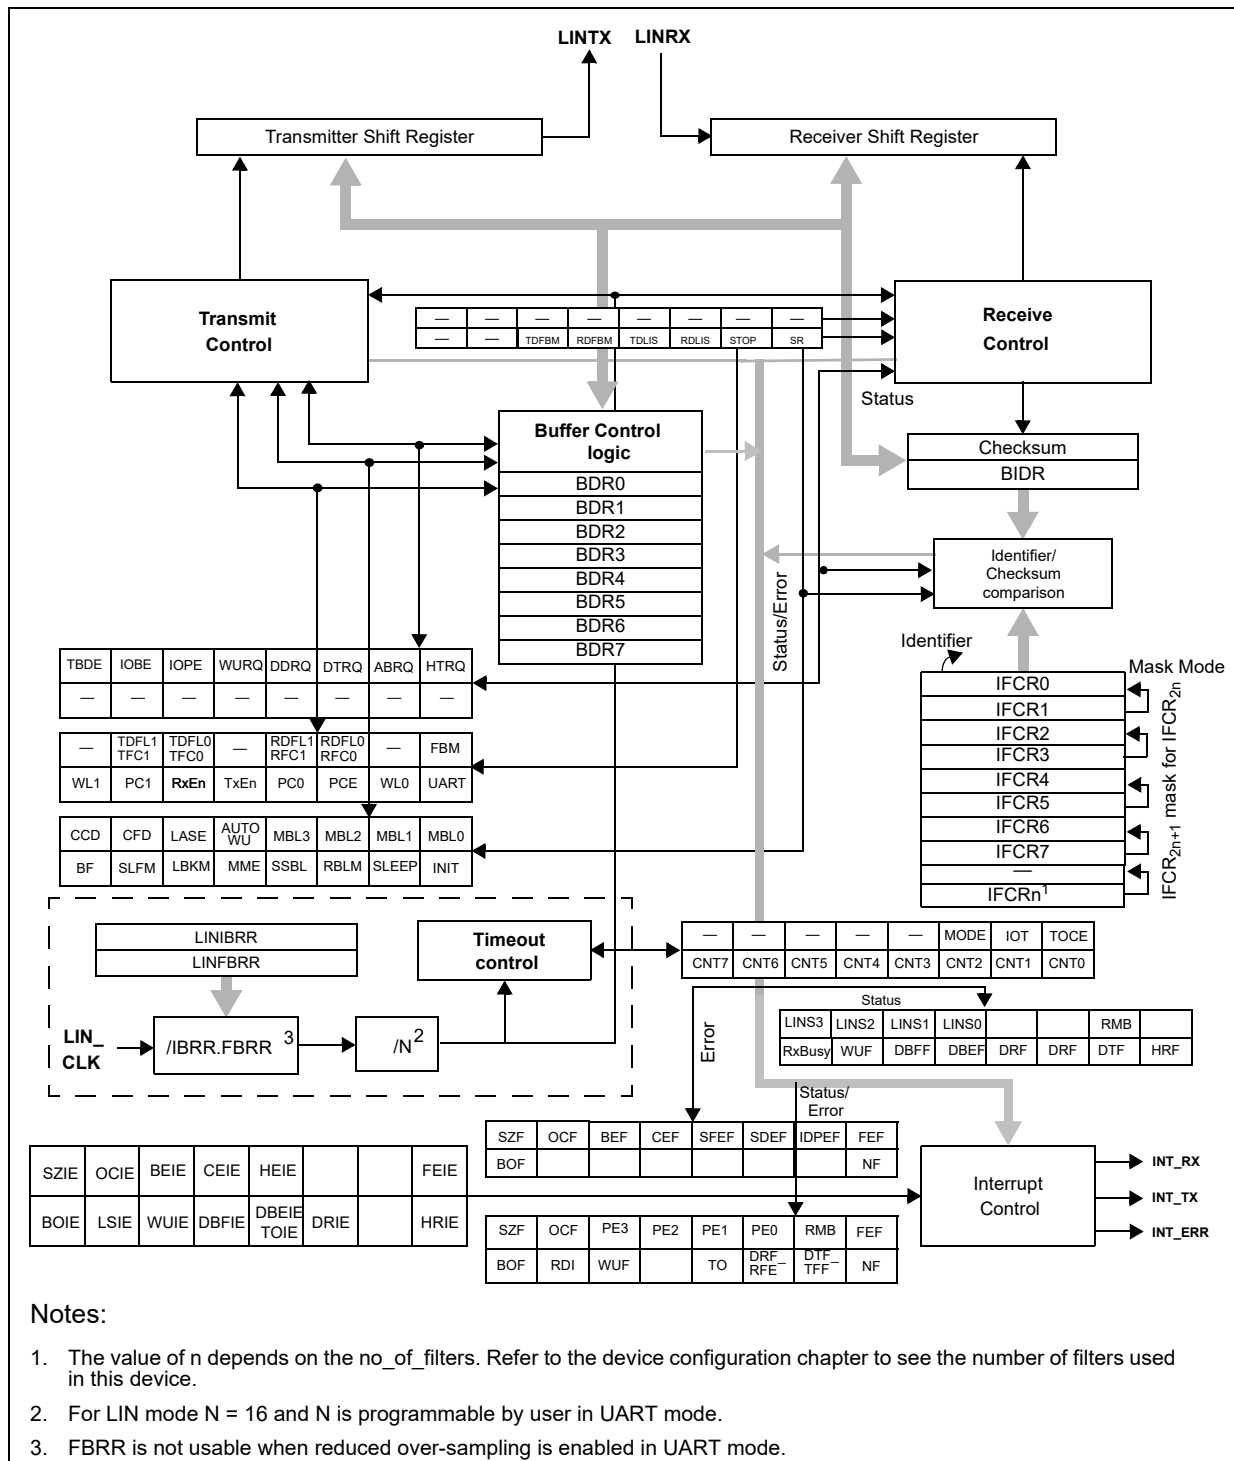 LINTX LINRX
Transmitter Shift Register
Receiver Shift Register
Transmit
Control
— — — — — — — —
— — TDFBM RDFBM TDLIS RDLIS STOP SR
Receive
Control
Status
Buffer Control
logic
BDR0
BDR1
BDR2
BDR3
BDR4
BDR5
BDR6
BDR7
Checksum
BIDR
Identifier/
Checksum
comparison
Status/Error
Identifier
Mask Mode
IFCR0
IFCR1
IFCR2
IFCR3
IFCR4
IFCR5
IFCR6
IFCR7
—
IFCRn1
IFCR2n+1 mask for IFCR2n
TBDE IOBE IOPE WURQ DDRQ DTRQ ABRQ HTRQ
— — — — — — — —
— TDFL1 TFC1 TDFL0 TFC0 — RDFL1 RFC1 RDFL0 RFC0 — FBM
WL1 PC1 RxEn TxEn PC0 PCE WL0 UART
CCD CFD LASE AUTO WU MBL3 MBL2 MBL1 MBL0
BF SLFM LBKM MME SSBL RBLM SLEEP INIT
LINIBRR
LINFBRR
Timeout
control
LIN_
CLK
/IBRR.FBRR 3
/N2
— — — — — MODE IOT TOCE
CNT7 CNT6 CNT5 CNT4 CNT3 CNT2 CNT1 CNT0
Error
Status
LINS3 LINS2 LINS1 LINS0 RMB
RxBusy WUF DBFF DBEF DRF DRF DTF HRF
Status/
Error
SZF OCF BEF CEF SFEF SDEF IDPEF FEF
BOF NF
SZIE OCIE BEIE CEIE HEIE FEIE
BOIE LSIE WUIE DBFIE DBEIE TOIE DRIE HRIE
SZF OCF PE3 PE2 PE1 PE0 RMB FEF
BOF RDI WUF TO DRF_ RFE DTF_ TFF NF
Interrupt
Control
INT_RX
INT_TX
INT_ERR
Notes:
1. The value of n depends on the no_of_filters. Refer to the device configuration chapter to see the number of filters used
in this device.
2. For LIN mode N = 16 and N is programmable by user in UART mode.
3. FBRR is not usable when reduced over-sampling is enabled in UART mode.